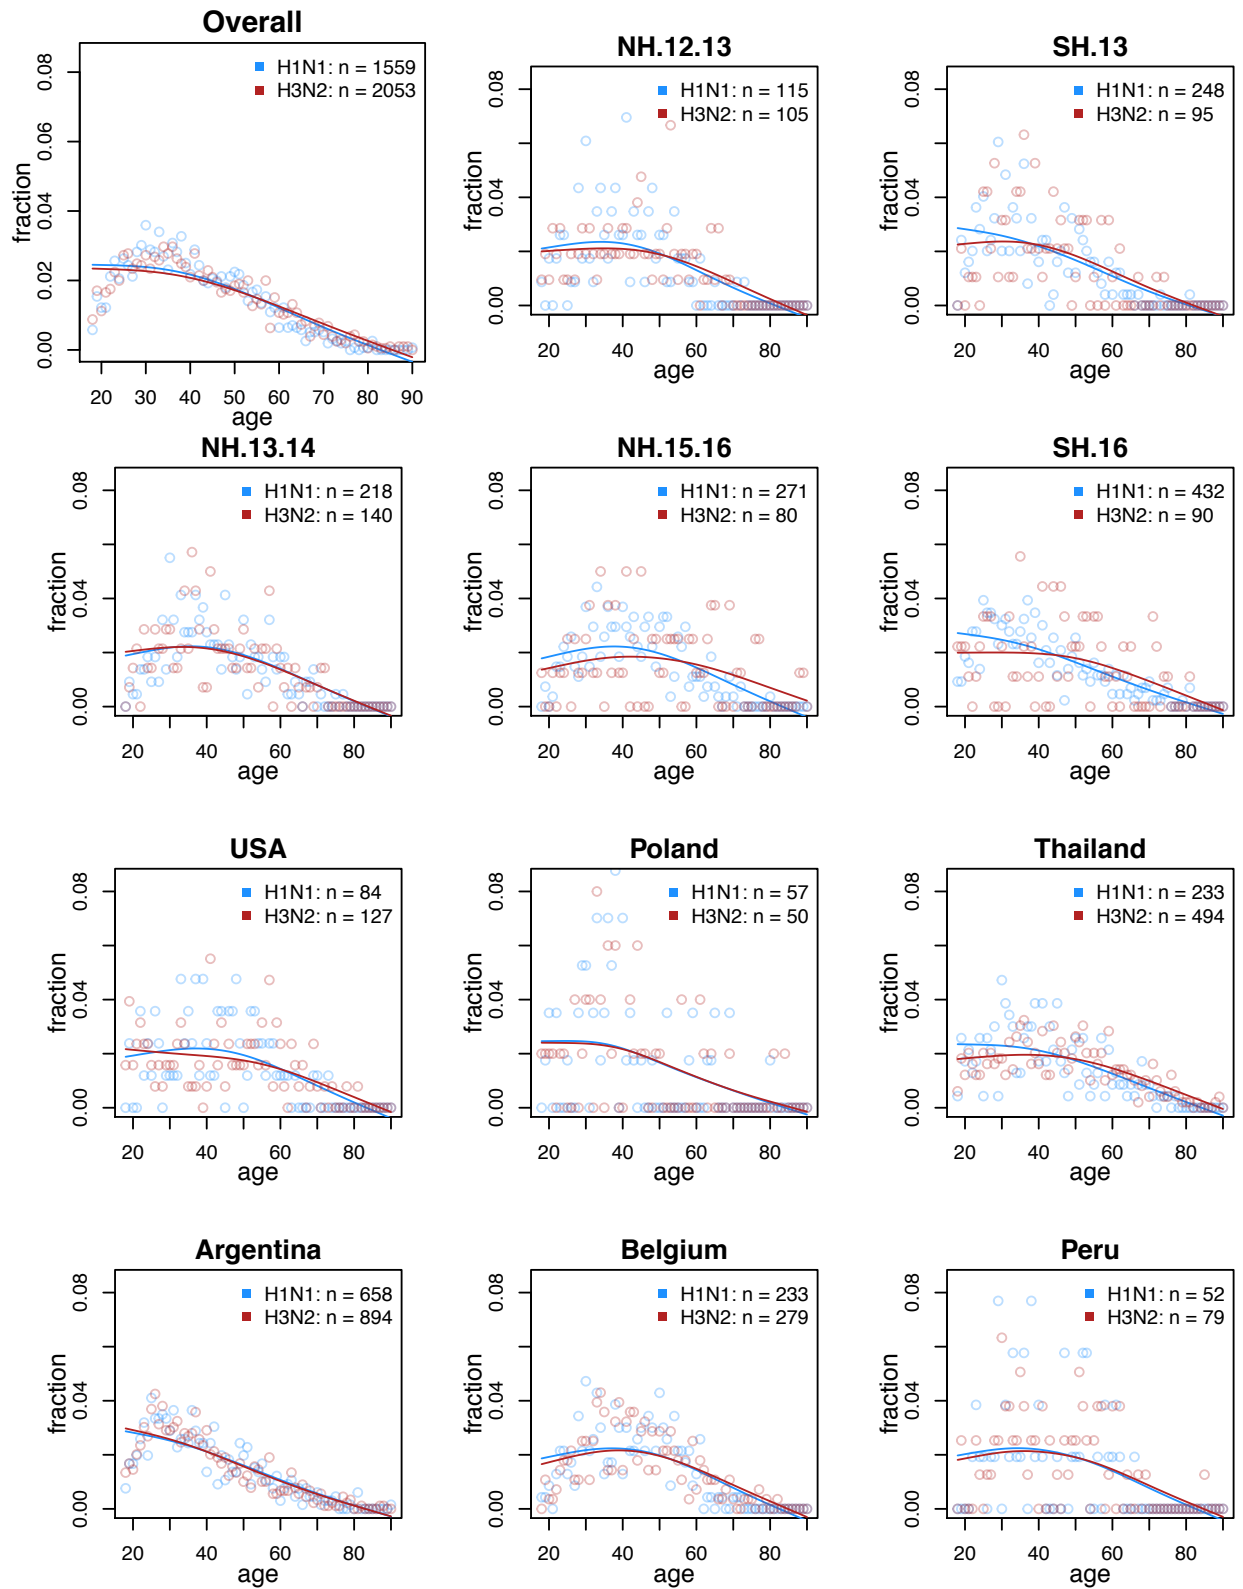 Overall
H1N1: n = 1559
H3N2: n = 2053
fraction
0.00 0.02 0.04 0.06 0.08
20 30 40 50 60 70 80 90
age
NH.12.13
H1N1: n = 115
H3N2: n = 105
fraction
0.00 0.04 0.08
20 40 60 80
age
SH.13
H1N1: n = 248
H3N2: n = 95
fraction
0.00 0.04 0.08
20 40 60 80
age
NH.13.14
H1N1: n = 218
H3N2: n = 140
fraction
0.00 0.04 0.08
20 40 60 80
age
NH.15.16
H1N1: n = 271
H3N2: n = 80
fraction
0.00 0.04 0.08
20 40 60 80
age
SH.16
H1N1: n = 432
H3N2: n = 90
fraction
0.00 0.04 0.08
20 40 60 80
age
USA
H1N1: n = 84
H3N2: n = 127
fraction
0.00 0.04 0.08
20 40 60 80
age
Poland
H1N1: n = 57
H3N2: n = 50
fraction
0.00 0.04 0.08
20 40 60 80
age
Thailand
H1N1: n = 233
H3N2: n = 494
fraction
0.00 0.04 0.08
20 40 60 80
age
Argentina
H1N1: n = 658
H3N2: n = 894
fraction
0.00 0.04 0.08
20 40 60 80
age
Belgium
H1N1: n = 233
H3N2: n = 279
fraction
0.00 0.04 0.08
20 40 60 80
age
Peru
H1N1: n = 52
H3N2: n = 79
fraction
0.00 0.04 0.08
20 40 60 80
age